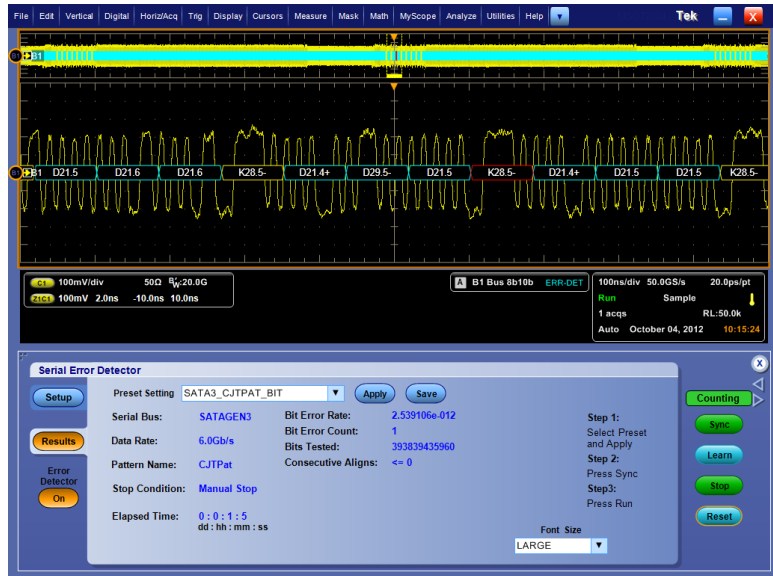 File Edit Vertical Digital Horiz/Acq Trig Display Cursors Measure Mask Math MyScope Analyze Utilities Help Tek X
B1 B1
B1 B1 D21.5 D21.6 D21.6 K28.5- D21.4+ D29.5- D21.5 K28.5- D21.4+ D21.5 D21.5 K28.5-
C1 100mV/div 50Ω BW:20.0G
Z1C1 100mV 2.0ns -10.0ns 10.0ns
A B1 Bus 8b10b ERR-DET
100ns/div 50.0GS/s 20.0ps/pt
Run Sample
1 acqs RL:50.0k
Auto October 04, 2012 10:15:24
Serial Error Detector X
Setup
Results
Error
Detector
On
Preset Setting SATA3_CJTPAT_BIT Apply Save
Serial Bus: SATAGEN3
Data Rate: 6.0Gb/s
Pattern Name: CJTPat
Stop Condition: Manual Stop
Elapsed Time: 0 : 0 : 1 : 5
dd : hh : mm : ss
Bit Error Rate: 2.539106e-012
Bit Error Count: 1
Bits Tested: 393839435960
Consecutive Aligns: <= 0
Step 1:
Select Preset
and Apply
Step 2:
Press Sync
Step3:
Press Run
Font Size
LARGE
Counting
Sync
Learn
Stop
Reset